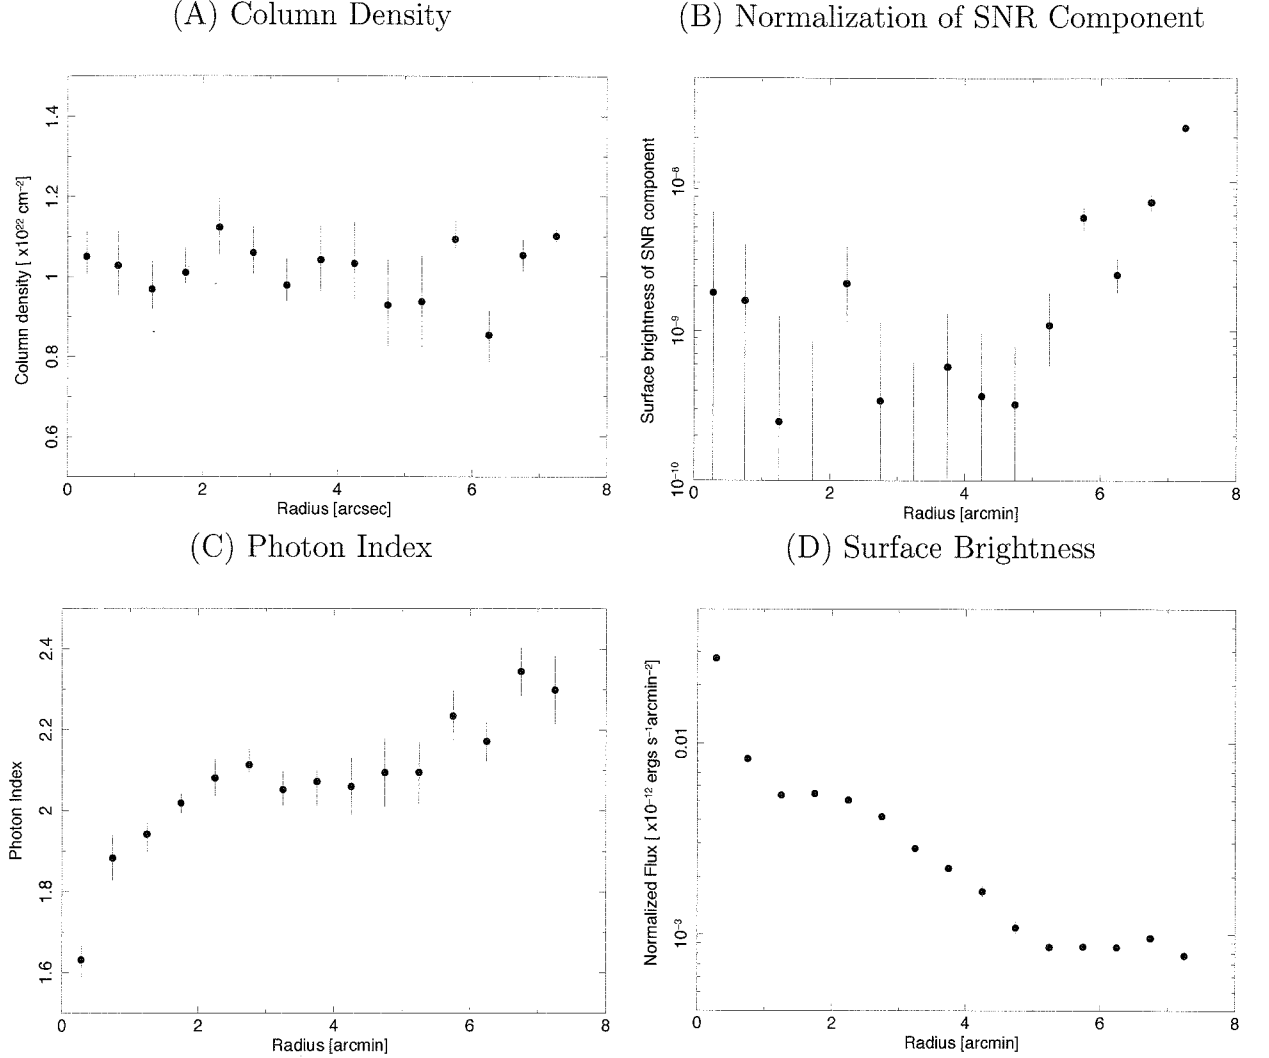 (A) Column Density
(B) Normalization of SNR Component
Column density [ x10²² cm⁻²]
1.4
1.2
1
0.8
0.6
0 2 4 6 8
Radius [arcsec]
Surface brightness of SNR component
10⁻⁸
10⁻⁹
10⁻¹⁰
0 2 4 6 8
Radius [arcmin]
(C) Photon Index
(D) Surface Brightness
Photon Index
2.4
2.2
2
1.8
1.6
0 2 4 6 8
Radius [arcmin]
Normalized Flux [ x10⁻¹² ergs s⁻¹arcmin⁻²]
0.01
10⁻³
0 2 4 6 8
Radius [arcmin]